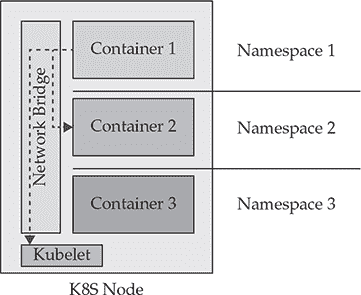 Network Bridge
Container 1
Namespace 1
Container 2
Namespace 2
Container 3
Namespace 3
Kubelet
K8S Node